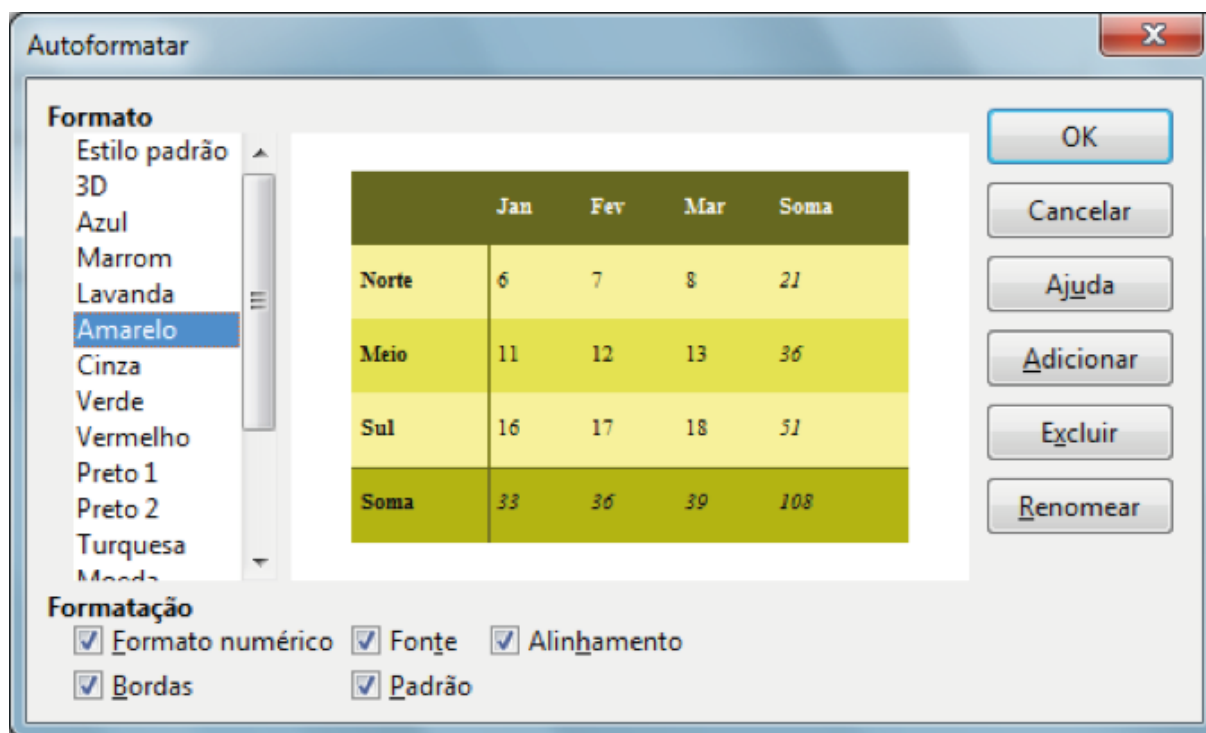 Autoformatar
Formato
Estilo padrão
3D
Azul
Marrom
Lavanda
Amarelo
Cinza
Verde
Vermelho
Preto 1
Preto 2
Turquesa
Moeda
Jan Fev Mar Soma
Norte 6 7 8 21
Meio 11 12 13 36
Sul 16 17 18 51
Soma 33 36 39 108
OK
Cancelar
Ajuda
Adicionar
Excluir
Renomear
Formatação
Formato numérico Fonte Alinhamento
Bordas Padrão